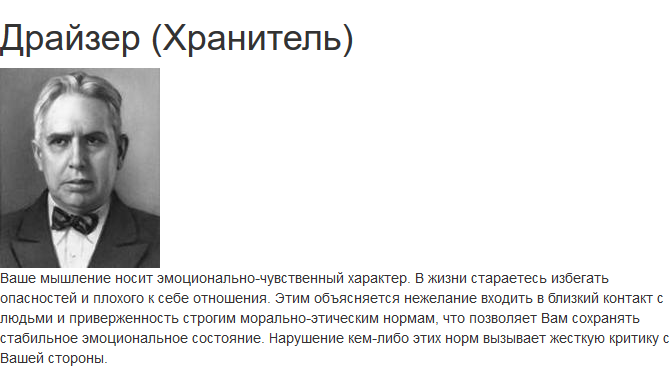 Драйзер (Хранитель)
Ваше мышление носит эмоционально-чувственный характер. В жизни стараетесь избегать
опасностей и плохого к себе отношения. Этим объясняется нежелание входить в близкий контакт с
людьми и приверженность строгим морально-этическим нормам, что позволяет Вам сохранять
стабильное эмоциональное состояние. Нарушение кем-либо этих норм вызывает жесткую критику с
Вашей стороны.